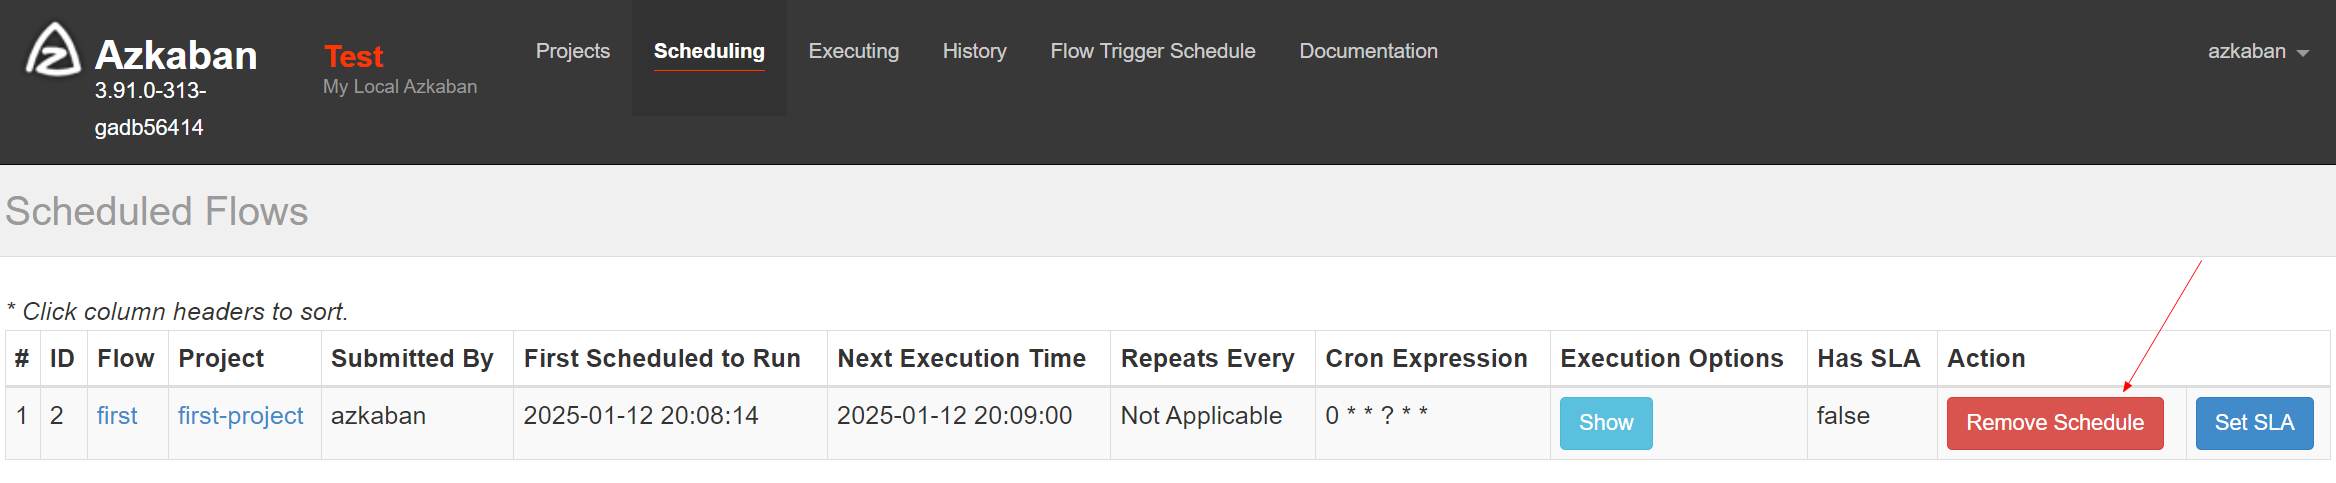 Azkaban
3.91.0-313-
gadb56414
Test
My Local Azkaban
Projects Scheduling Executing History Flow Trigger Schedule Documentation azkaban
Scheduled Flows
* Click column headers to sort.
# ID Flow Project Submitted By First Scheduled to Run Next Execution Time Repeats Every Cron Expression Execution Options Has SLA Action
1 2 first first-project azkaban 2025-01-12 20:08:14 2025-01-12 20:09:00 Not Applicable 0 * * ? * * Show false Remove Schedule Set SLA